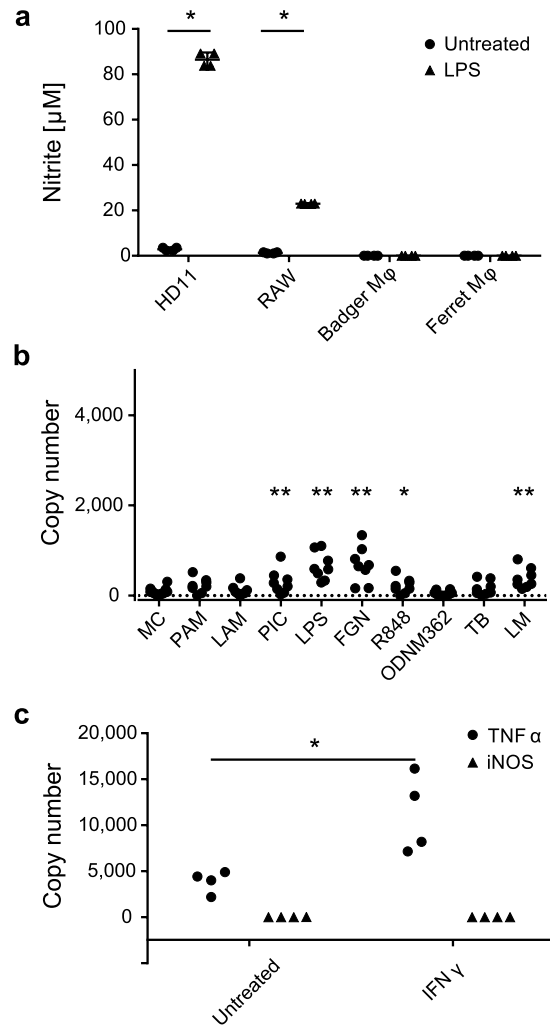 a
* *
100
80
60
40
20
0
Nitrite [µM]
Untreated
LPS
HD11
RAW
Badger Mφ
Ferret Mφ
b
4,000
2,000
0
Copy number
** ** ** * **
MC
PAM
LAM
PIC
LPS
FGN
R848
ODNM362
TB
LM
c
20,000
15,000
10,000
5,000
0
Copy number
*
TNF α
iNOS
Untreated
IFN γ